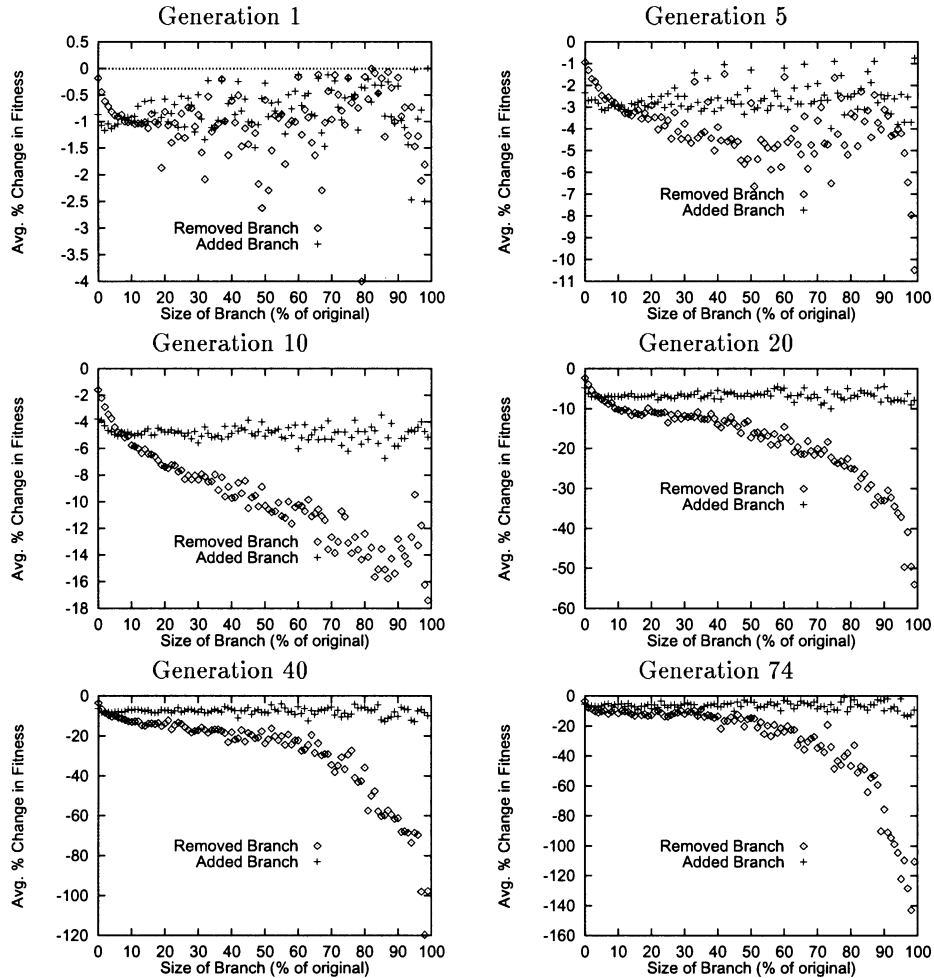 Generation 1
Generation 5
0.5
0
-0.5
-1
-1.5
-2
-2.5
-3
-3.5
-4
Avg. % Change in Fitness
Removed Branch
Added Branch
0 10 20 30 40 50 60 70 80 90 100
Size of Branch (% of original)
0
-1
-2
-3
-4
-5
-6
-7
-8
-9
-10
-11
Avg. % Change in Fitness
Removed Branch
Added Branch
0 10 20 30 40 50 60 70 80 90 100
Size of Branch (% of original)
Generation 10
Generation 20
0
-2
-4
-6
-8
-10
-12
-14
-16
-18
Avg. % Change in Fitness
Removed Branch
Added Branch
0 10 20 30 40 50 60 70 80 90 100
Size of Branch (% of original)
0
-10
-20
-30
-40
-50
-60
Avg. % Change in Fitness
Removed Branch
Added Branch
0 10 20 30 40 50 60 70 80 90 100
Size of Branch (% of original)
Generation 40
Generation 74
0
-20
-40
-60
-80
-100
-120
Avg. % Change in Fitness
Removed Branch
Added Branch
0 10 20 30 40 50 60 70 80 90 100
Size of Branch (% of original)
0
-20
-40
-60
-80
-100
-120
-140
-160
Avg. % Change in Fitness
Removed Branch
Added Branch
0 10 20 30 40 50 60 70 80 90 100
Size of Branch (% of original)